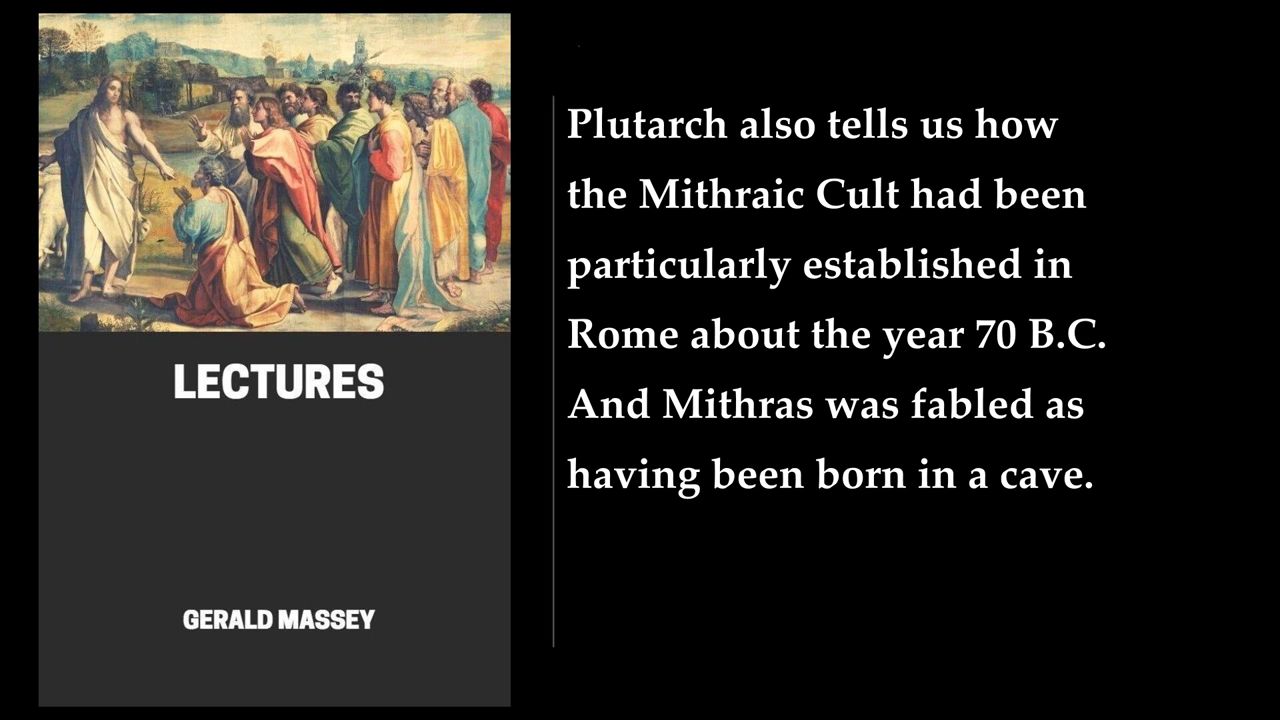 LECTURES
GERALD MASSEY
Plutarch also tells us how
the Mithraic Cult had been
particularly established in
Rome about the year 70 B.C.
And Mithras was fabled as
having been born in a cave.